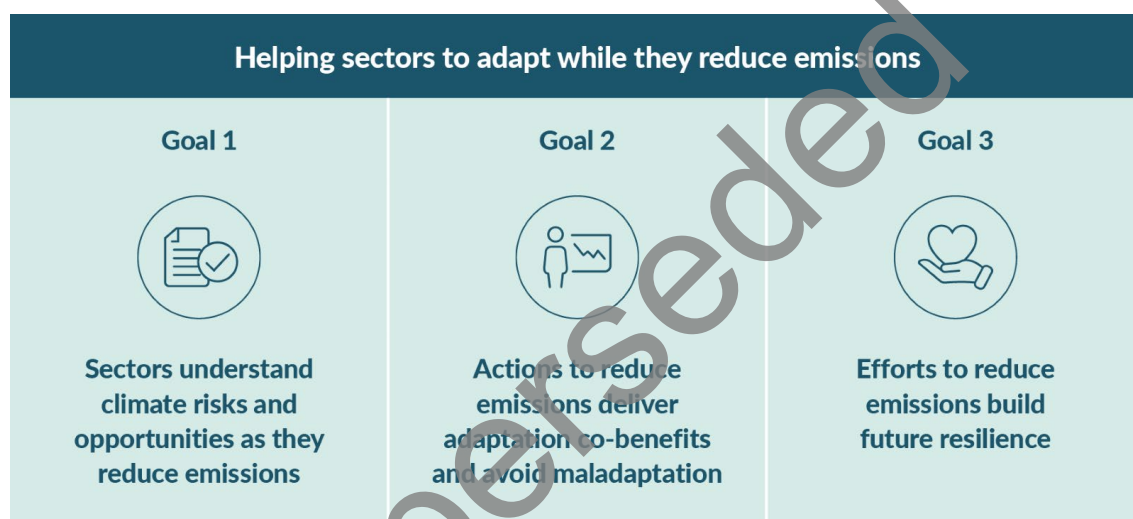 Helping sectors to adapt while they reduce emissions
Goal 1
Sectors understand
climate risks and
opportunities as they
reduce emissions
Goal 2
Actions to reduce
emissions deliver
adaptation co-benefits
and avoid maladaptation
Goal 3
Efforts to reduce
emissions build
future resilience
perseded